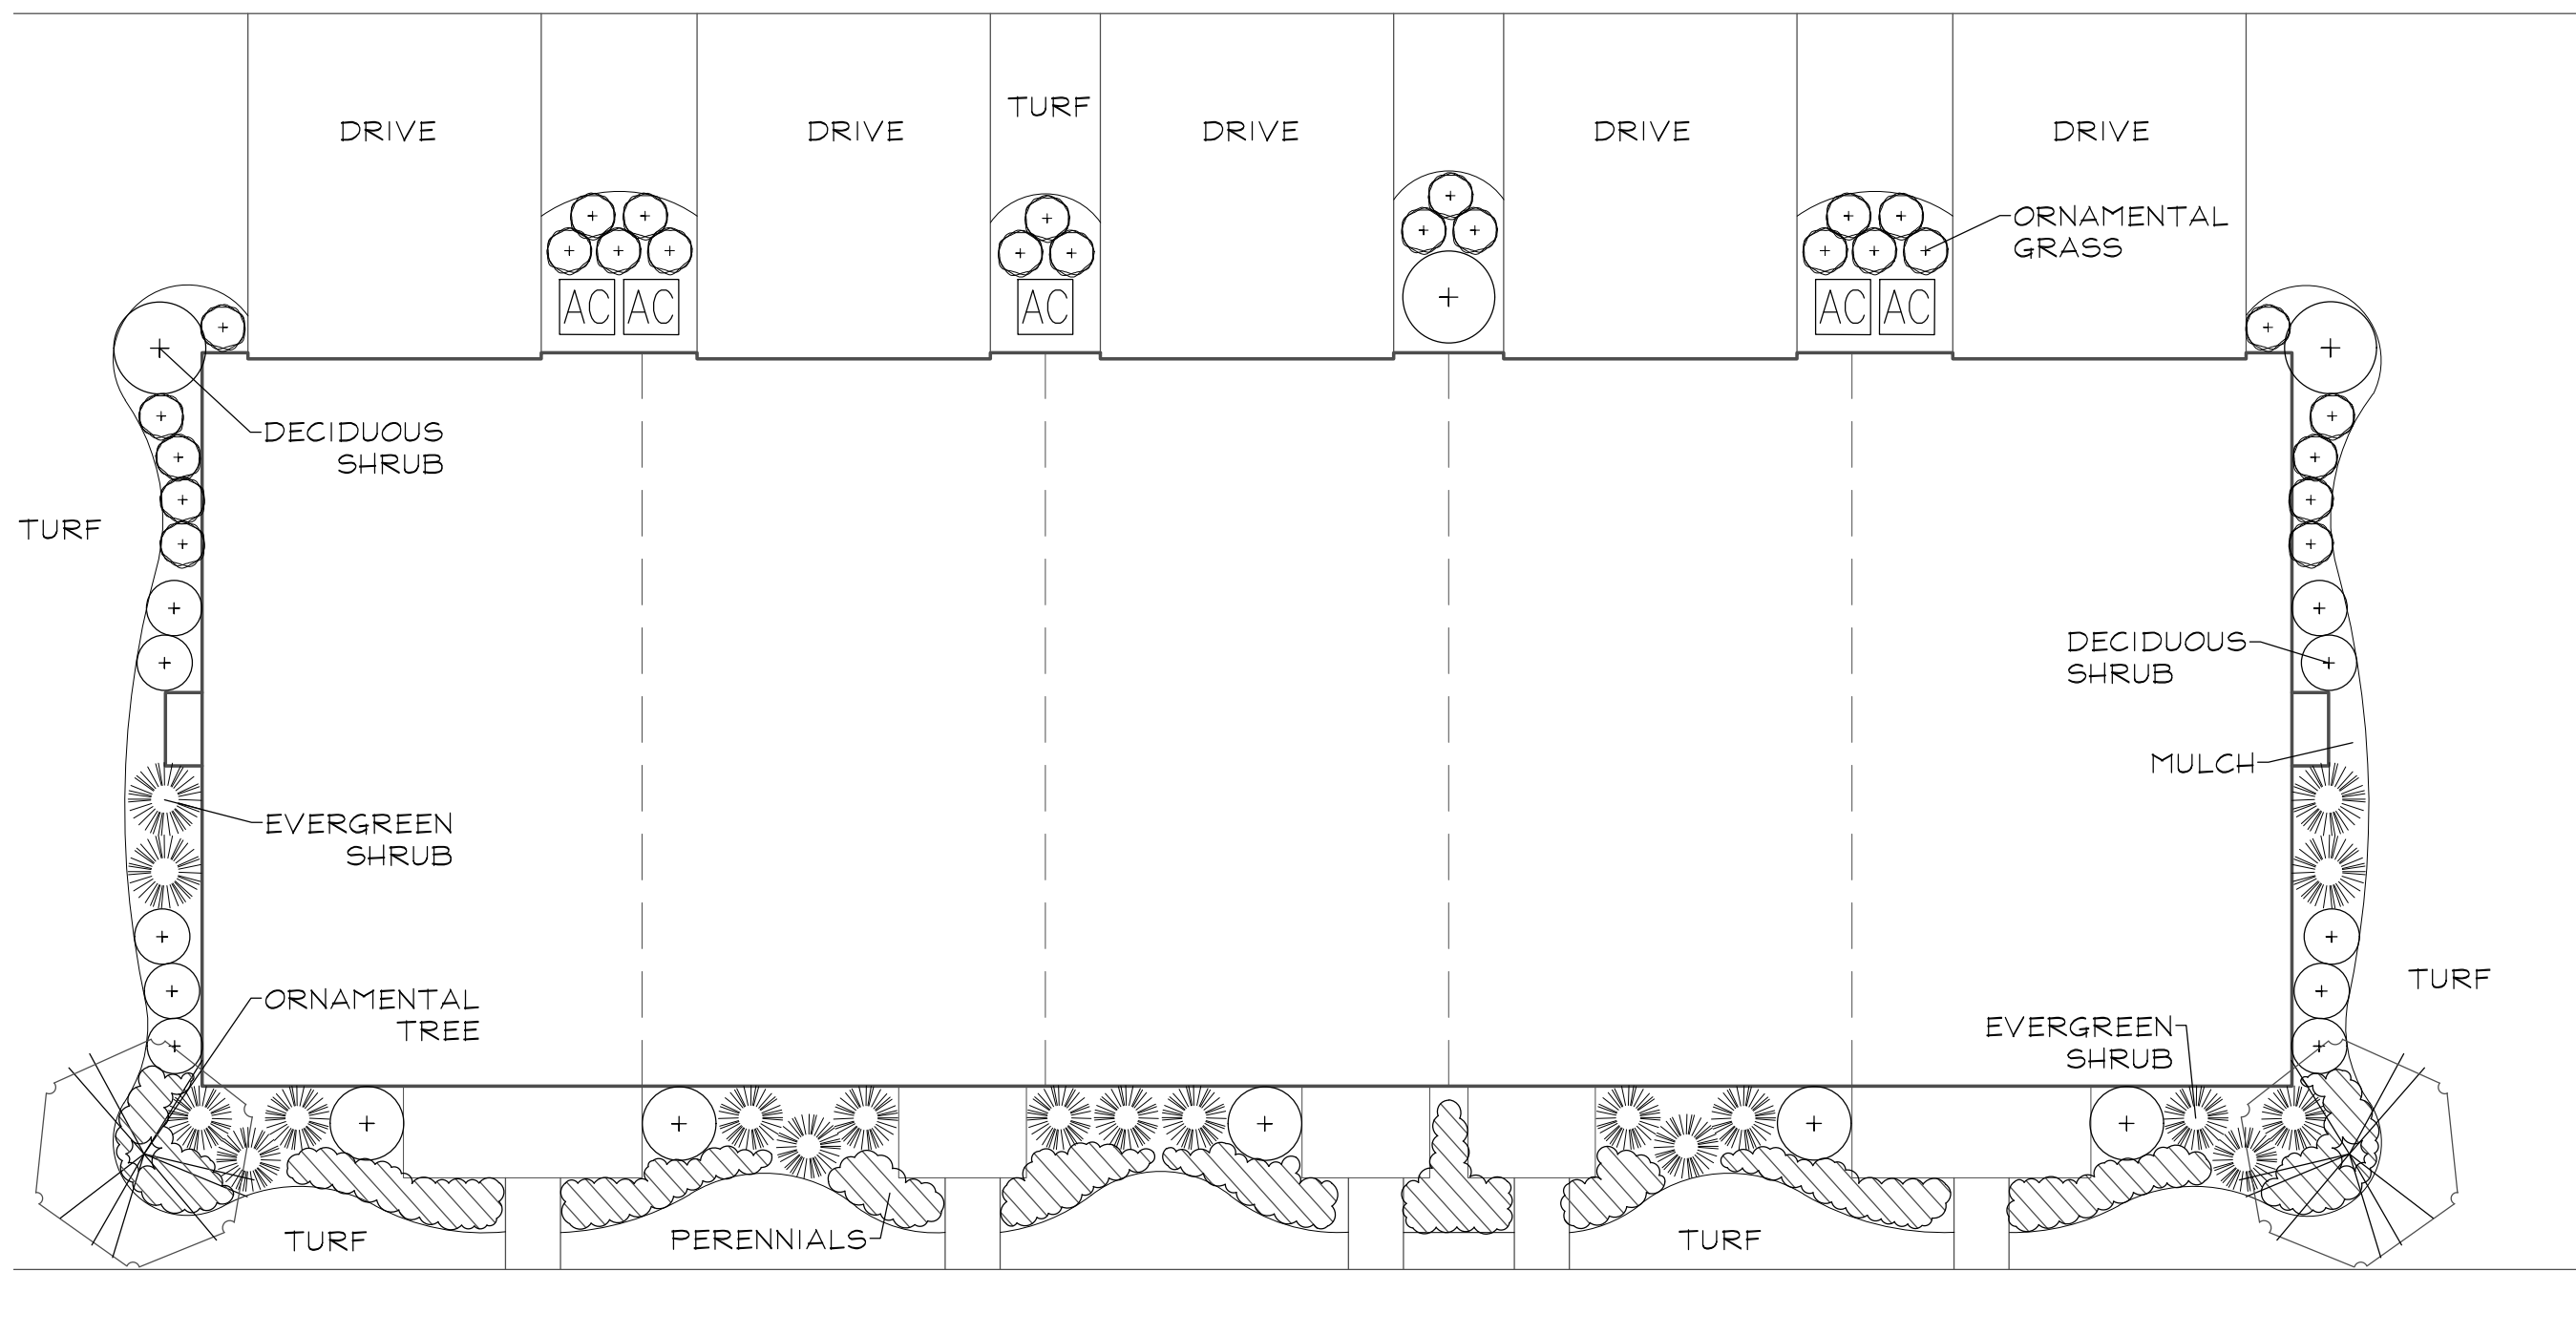 TURF
DRIVE
DRIVE
DRIVE
DRIVE
DRIVE
ORNAMENTAL
GRASS
AC
AC
AC
AC
AC
DECIDUOUS
SHRUB
TURF
DECIDUOUS
SHRUB
MULCH
EVERGREEN
SHRUB
TURF
ORNAMENTAL
TREE
EVERGREEN
SHRUB
TURF
PERENNIALS
TURF